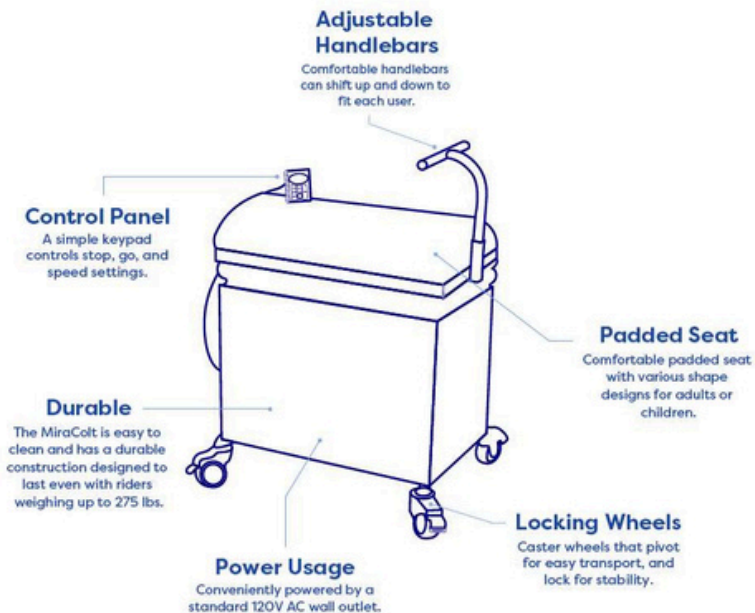 Adjustable
Handlebars
Comfortable handlebars
can shift up and down to
fit each user.
Control Panel
A simple keypad
controls stop, go, and
speed settings.
Padded Seat
Comfortable padded seat
with various shape
designs for adults or
children.
Durable
The MiraColt is easy to
clean and has a durable
construction designed to
last even with riders
weighing up to 275 lbs.
Locking Wheels
Caster wheels that pivot
for easy transport, and
lock for stability.
Power Usage
Conveniently powered by a
standard 120V AC wall outlet.